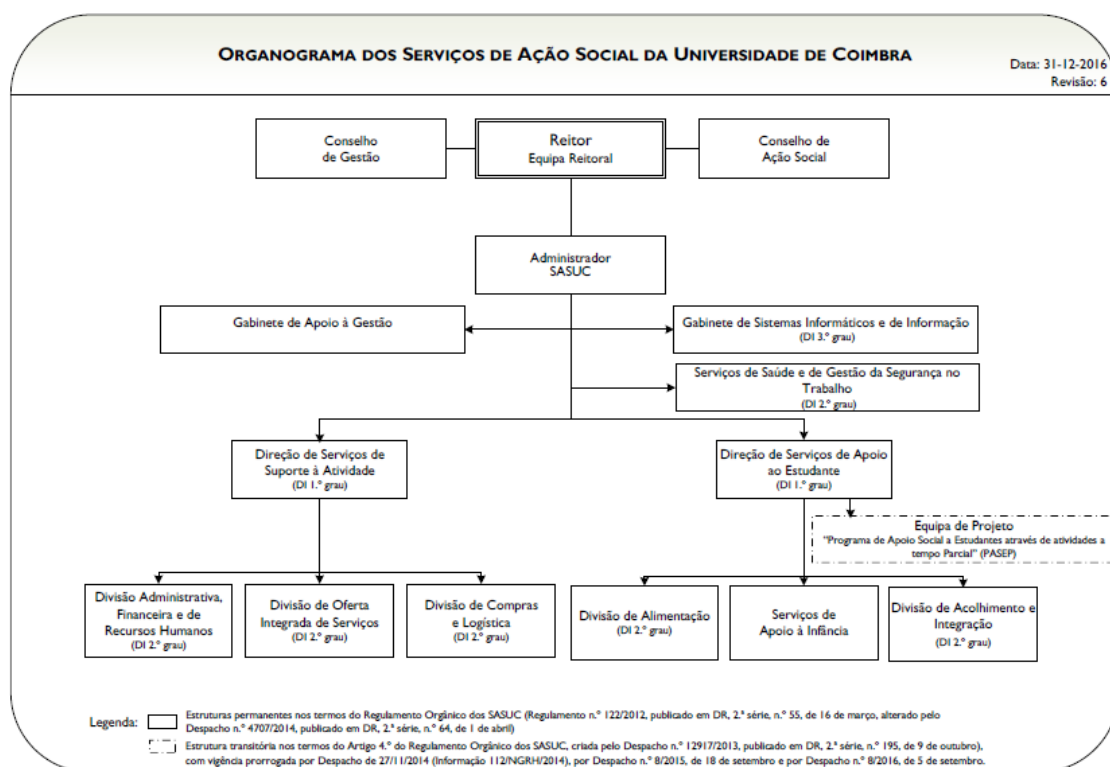 ORGANOGRAMA DOS SERVIÇOS DE AÇÃO SOCIAL DA UNIVERSIDADE DE COIMBRA
Data: 31-12-2016
Revisão: 6
Conselho
de Gestão
Reitor
Equipa Reitoral
Conselho de
Ação Social
Administrador
SASUC
Gabinete de Apoio à Gestão
Gabinete de Sistemas Informáticos e de Informação
(DI 3.º grau)
Serviços de Saúde e de Gestão da Segurança no
Trabalho
(DI 2.º grau)
Direção de Serviços de
Suporte à Atividade
(DI 1.º grau)
Direção de Serviços de Apoio
ao Estudante
(DI 1.º grau)
Equipa de Projeto
"Programa de Apoio Social a Estudantes através de atividades a
tempo Parcial" (PASEP)
Divisão Administrativa,
Financeira e de
Recursos Humanos
(DI 2.º grau)
Divisão de Oferta
Integrada de Serviços
(DI 2.º grau)
Divisão de Compras
e Logística
(DI 2.º grau)
Divisão de Alimentação
(DI 2.º grau)
Serviços de
Apoio à Infância
Divisão de Acolhimento e
Integração
(DI 2.º grau)
Legenda:
Estruturas permanentes nos termos do Regulamento Orgânico dos SASUC (Regulamento n.º 122/2012, publicado em DR, 2.ª série, n.º 55, de 16 de março, alterado pelo
Despacho n.º 4707/2014, publicado em DR, 2.ª série, n.º 64, de 1 de abril)
Estrutura transitória nos termos do Artigo 4.º do Regulamento Orgânico dos SASUC, criada pelo Despacho n.º 12917/2013, publicado em DR, 2.ª série, n.º 195, de 9 de outubro),
com vigência prorrogada por Despacho de 27/11/2014 (Informação 112/NGRH/2014), por Despacho n.º 8/2015, de 18 de setembro e por Despacho n.º 8/2016, de 5 de setembro.